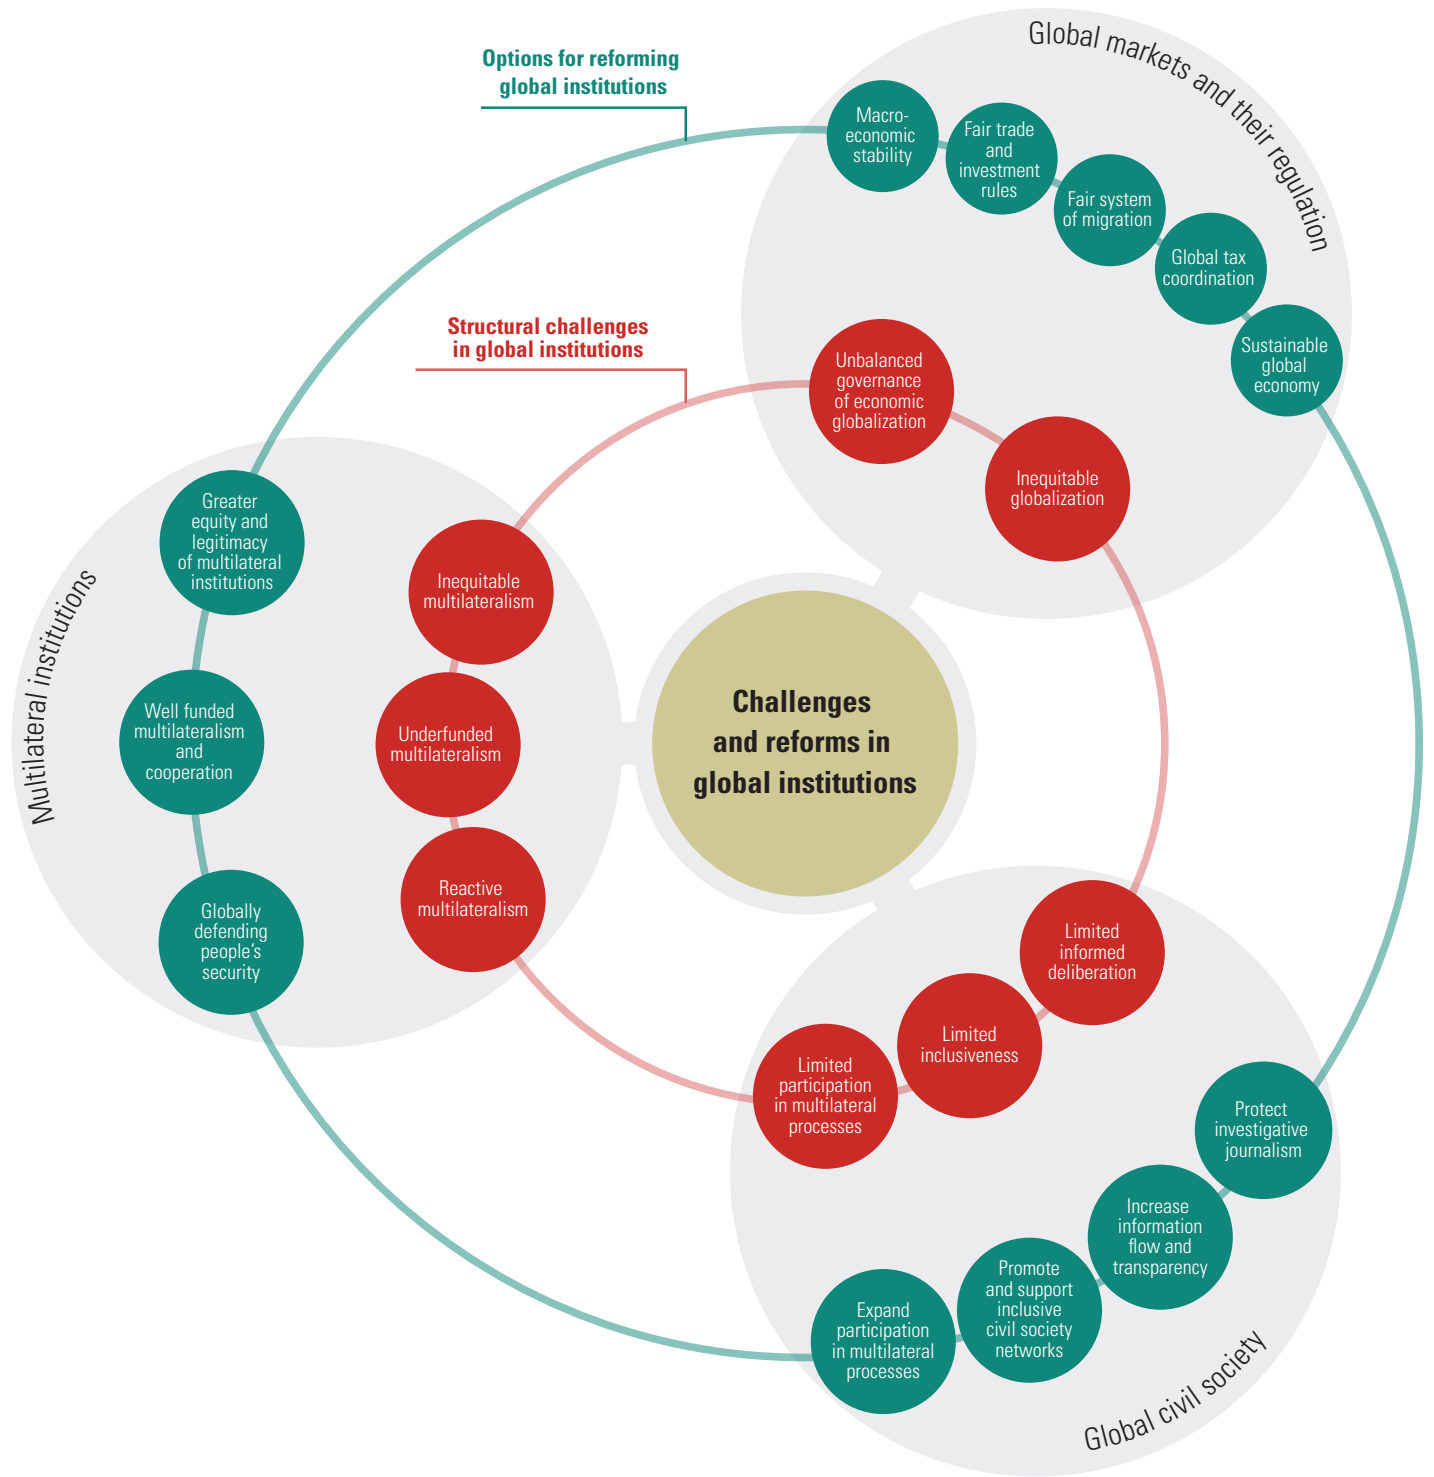 Options for reforming
global institutions
Global markets and their regulation
Macro-
economic
stability
Fair trade
and
investment
rules
Fair system
of migration
Global tax
coordination
Sustainable
global
economy
Structural challenges
in global institutions
Unbalanced
governance
of economic
globalization
Inequitable
globalization
Multilateral institutions
Greater
equity and
legitimacy
of multilateral
institutions
Well funded
multilateralism
and
cooperation
Globally
defending
people's
security
Inequitable
multilateralism
Underfunded
multilateralism
Reactive
multilateralism
Challenges
and reforms in
global institutions
Limited
informed
deliberation
Limited
inclusiveness
Limited
participation
in multilateral
processes
Protect
investigative
journalism
Increase
information
flow and
transparency
Promote
and support
inclusive
civil society
networks
Expand
participation
in multilateral
processes
Global civil society